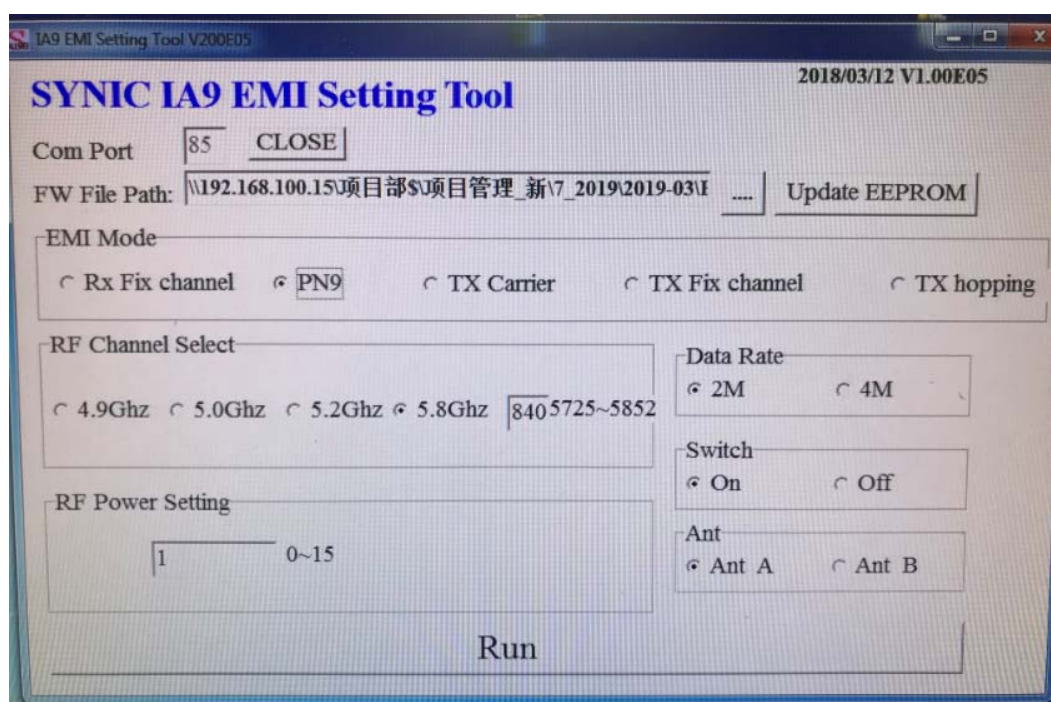 IA9 EMI Setting Tool V200E05
2018/03/12 V1.00E05
SYNIC IA9 EMI Setting Tool
Com Port 85 CLOSE
FW File Path: \\192.168.100.15\项目部$\项目管理_新\7_2019\2019-03\ .... Update EEPROM
EMI Mode
Rx Fix channel PN9 TX Carrier TX Fix channel TX hopping
RF Channel Select
4.9Ghz 5.0Ghz 5.2Ghz 5.8Ghz 840 5725~5852
Data Rate
2M 4M
Switch
On Off
RF Power Setting
1 0~15
Ant
Ant A Ant B
Run